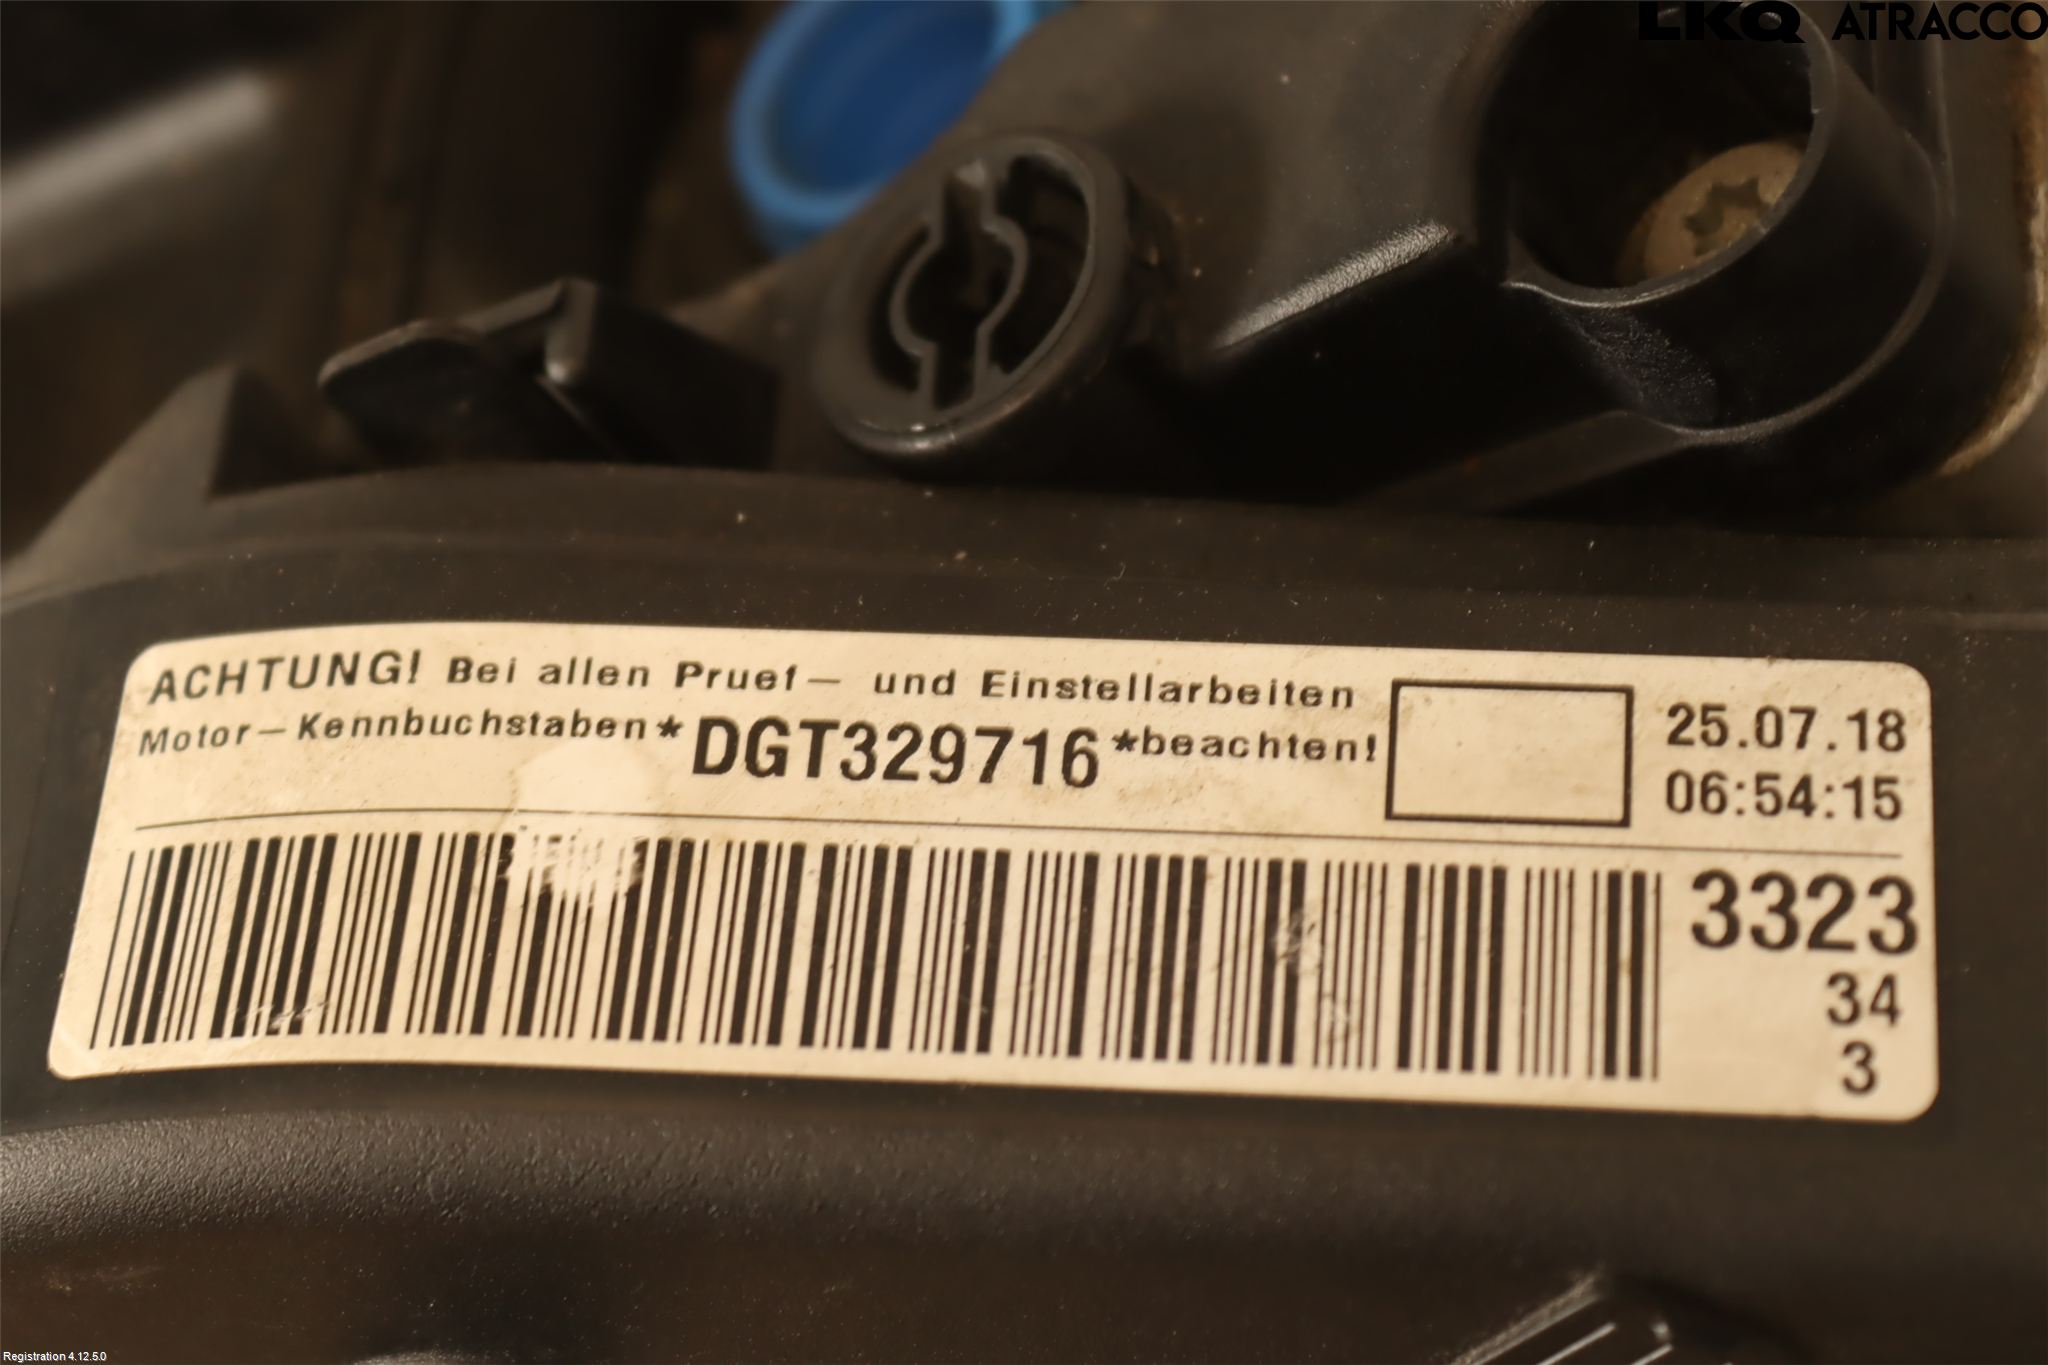 LKQ ATRACCO
ACHTUNG! Bei allen Pruef- und Einstellarbeiten
Motor-Kennbuchstaben*DGT329716*beachten!
25.07.18
06:54:15
3323
34
3
Registration 4.12.5.0